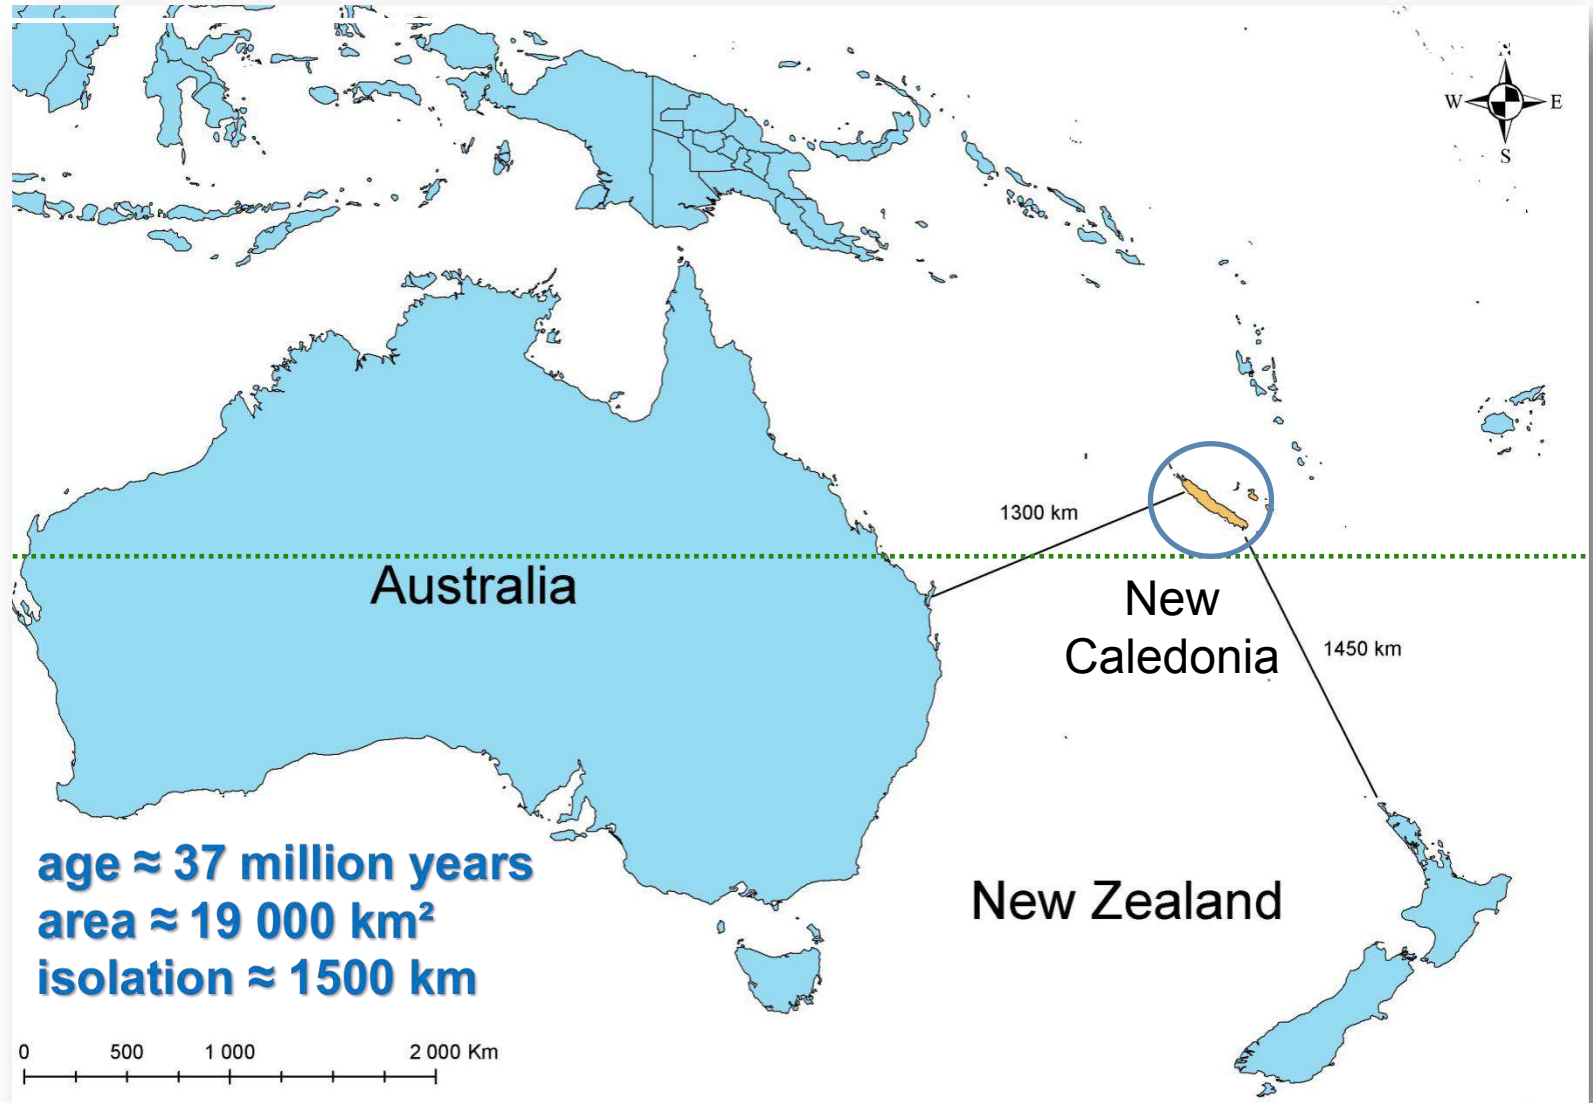 N
W E
S
1300 km
Australia
New
Caledonia
1450 km
age ≈ 37 million years
area ≈ 19 000 km²
isolation ≈ 1500 km
New Zealand
0 500 1 000 2 000 Km